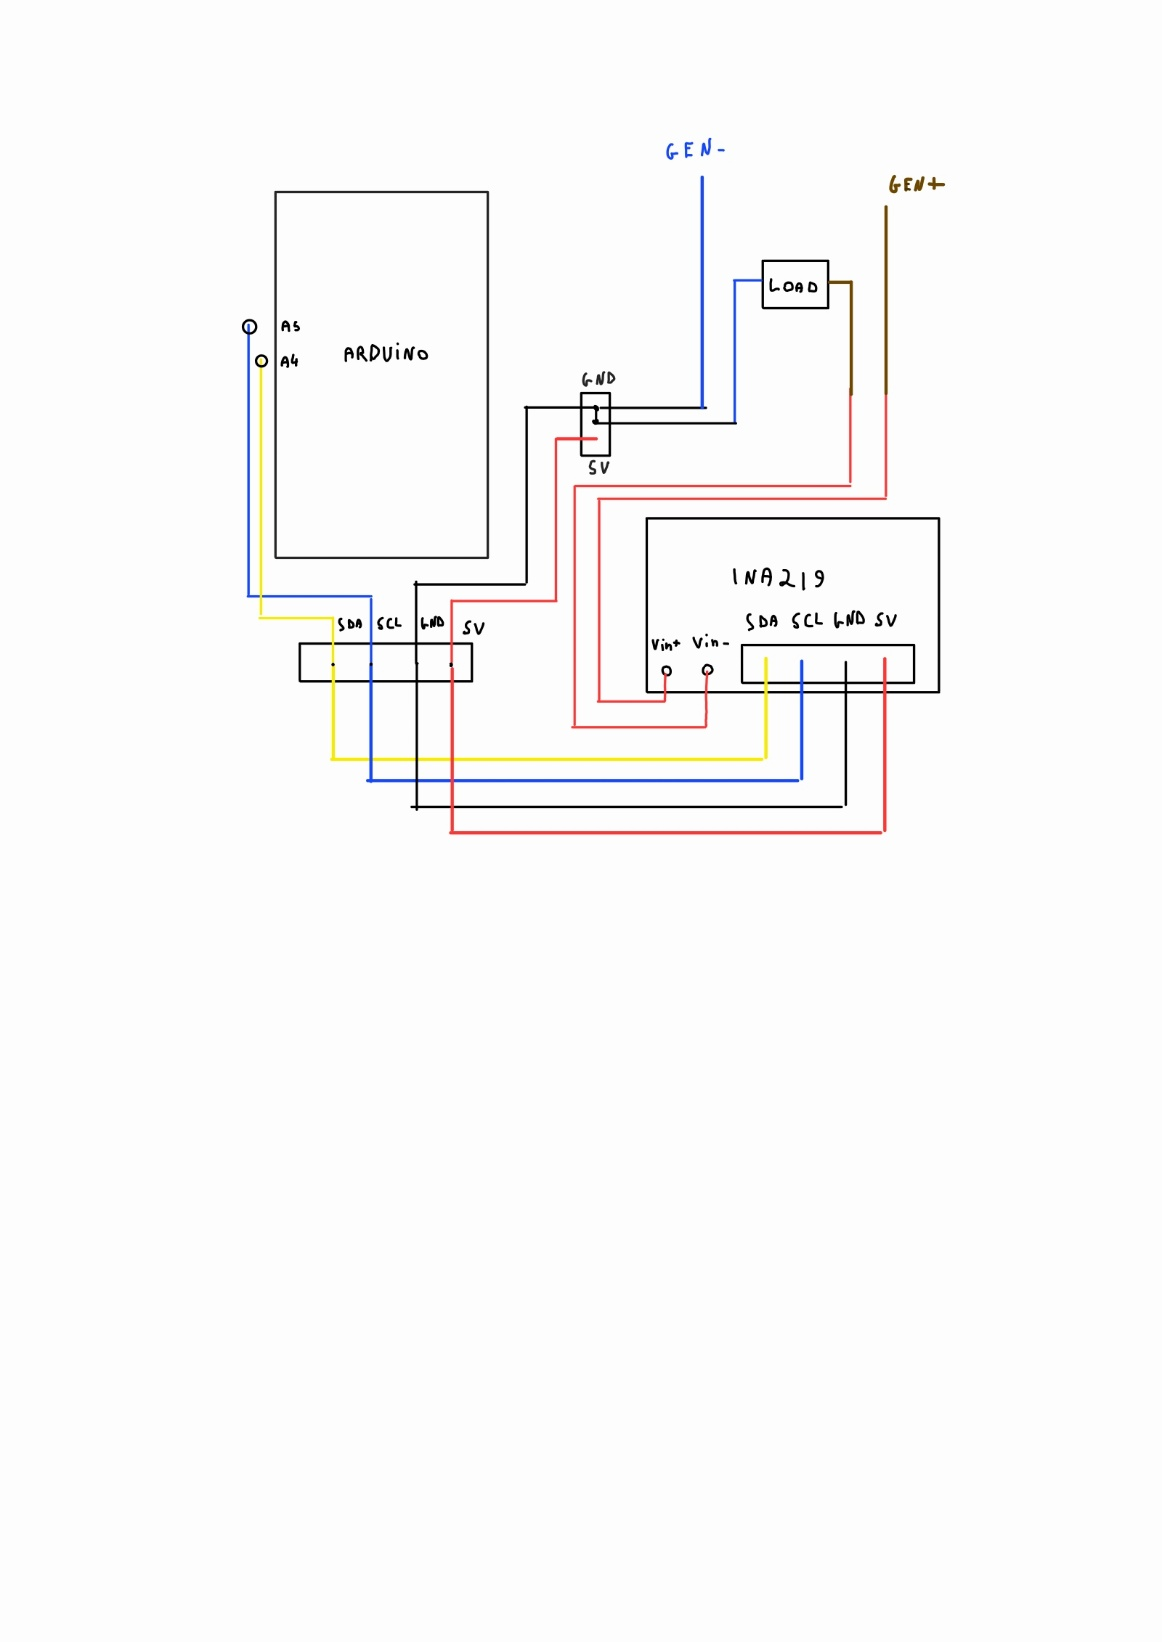 GEN-
GEN+
LOAD
A5
ARDUiNO
A4
GND
5V
INA219
SDA SCL GND 5V
SDA SCL GND 5V
Vin+ Vin-